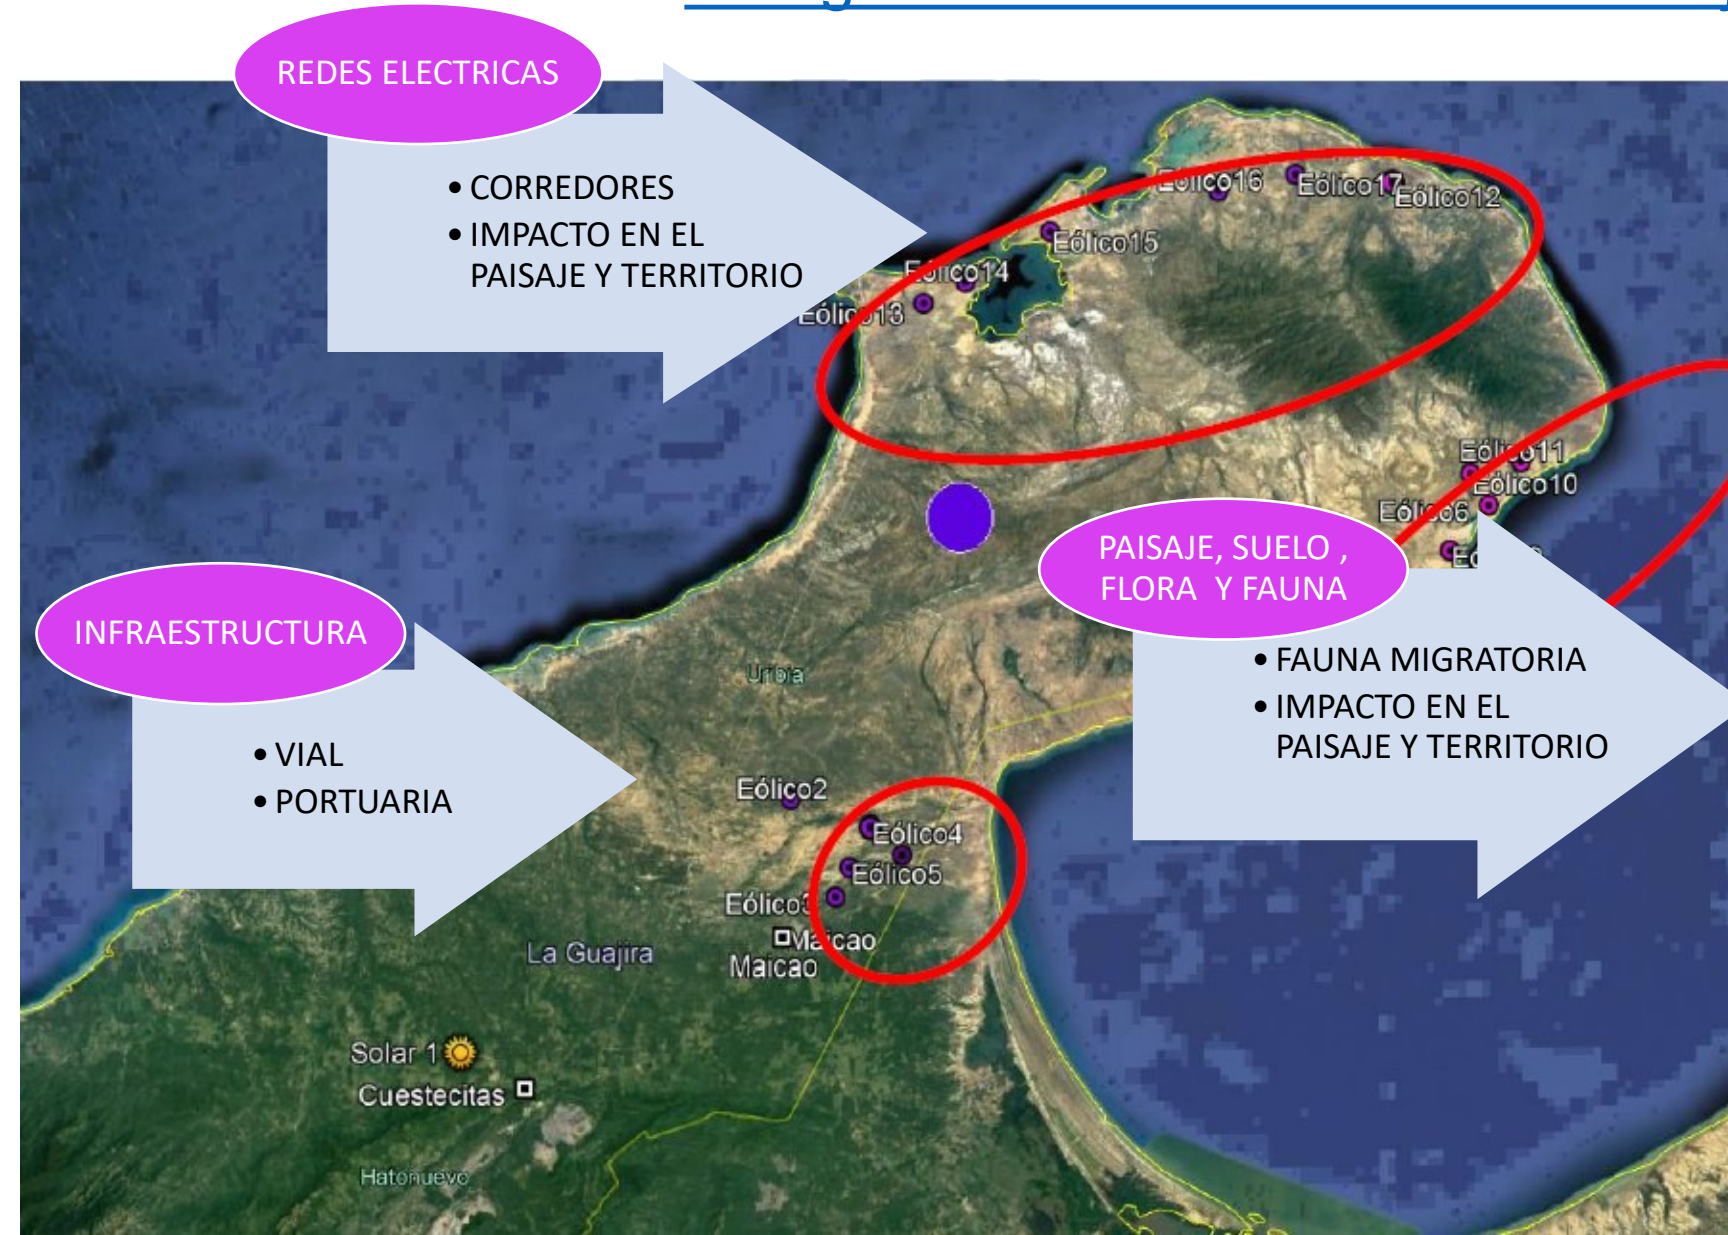 REDES ELECTRICAS
• CORREDORES
• IMPACTO EN EL
PAISAJE Y TERRITORIO
Eólico16
Eólico17
Eólico12
Eólico15
Eólico14
Eólico13
Eólico11
Eólico10
Eólico6
PAISAJE, SUELO ,
FLORA Y FAUNA
• FAUNA MIGRATORIA
• IMPACTO EN EL
PAISAJE Y TERRITORIO
INFRAESTRUCTURA
• VIAL
• PORTUARIA
Uribia
Eólico2
Eólico4
Eólico5
Eólico3
Maicao
Maicao
La Guajira
Solar 1
Cuestecitas
Hatonuevo